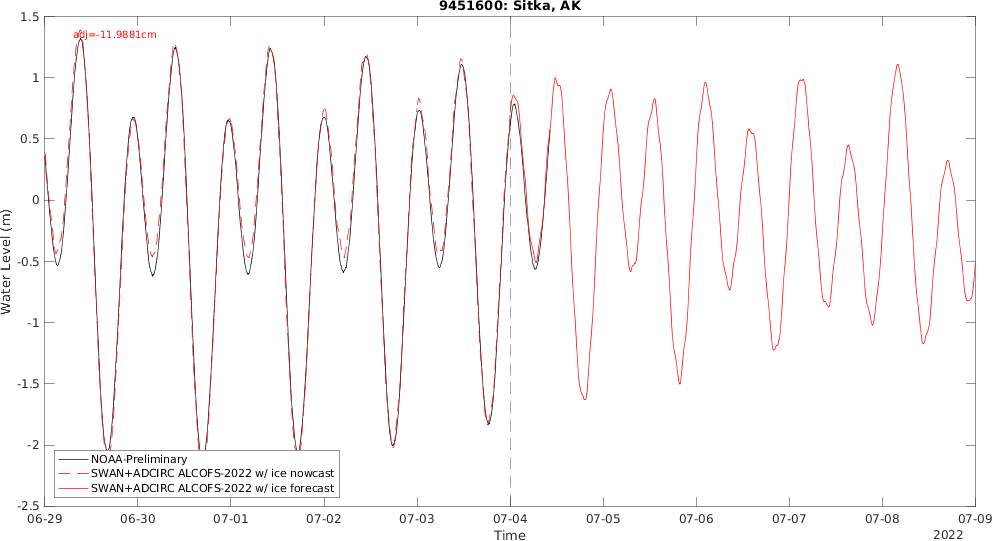 9451600: Sitka, AK
adj=-11.9881cm
1.5
1
0.5
0
-0.5
-1
-1.5
-2
-2.5
Water Level (m)
NOAA-Preliminary
SWAN+ADCIRC ALCOFS-2022 w/ ice nowcast
SWAN+ADCIRC ALCOFS-2022 w/ ice forecast
06-29 06-30 07-01 07-02 07-03 07-04 07-05 07-06 07-07 07-08 07-09
Time
2022